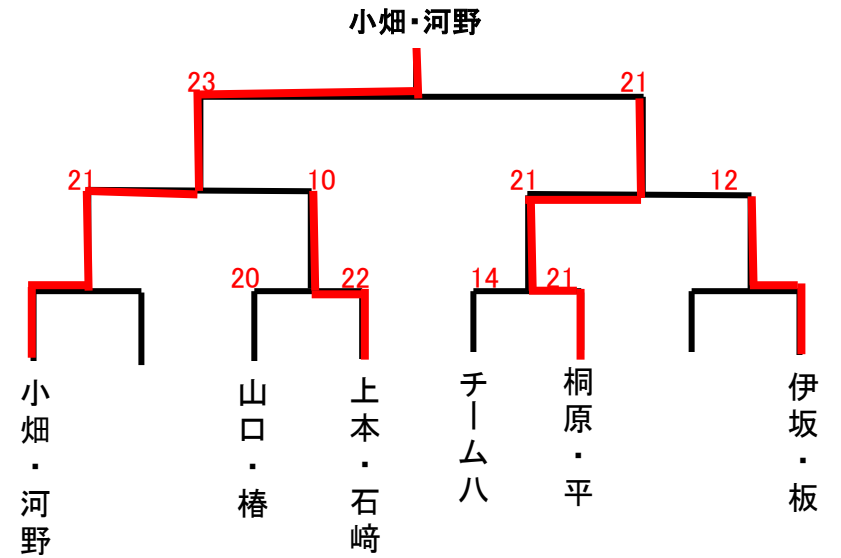 小畑・河野
23
21
21
10
21
12
20
22
14
21
小畑・河野
山口・椿
上本・石﨑
チーム八
桐原・平
伊坂・板